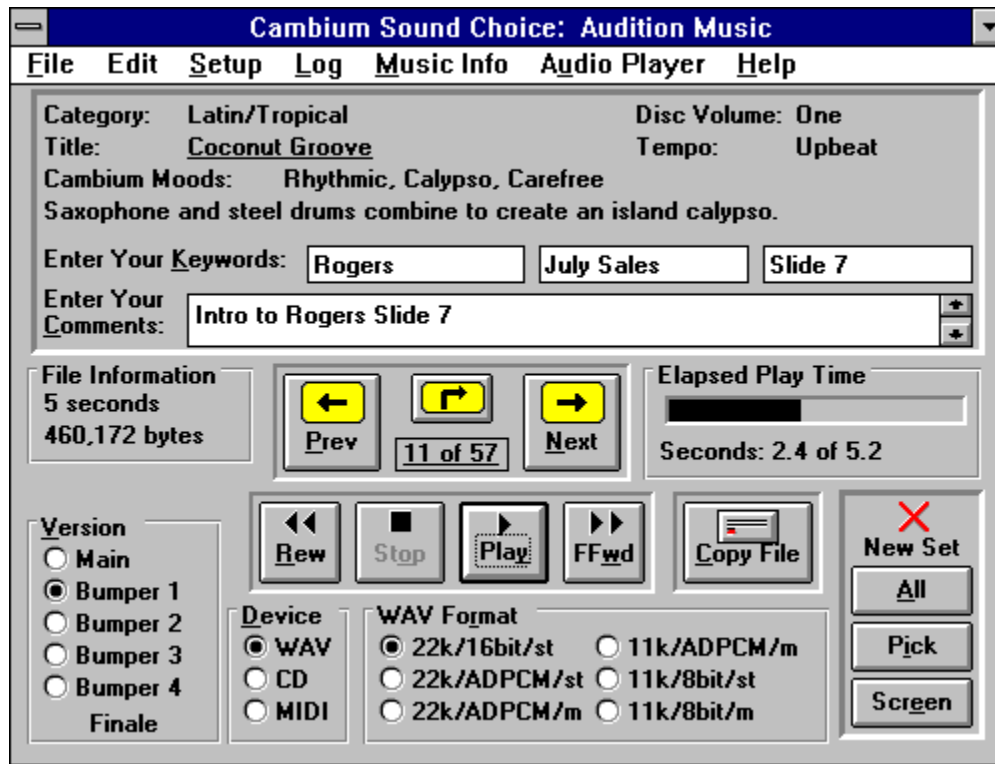 Cambium Sound Choice: Audition Music
File Edit Setup Log Music Info Audio Player Help
Category: Latin/Tropical Disc Volume: One
Title: Coconut Groove Tempo: Upbeat
Cambium Moods: Rhythmic, Calypso, Carefree
Saxophone and steel drums combine to create an island calypso.
Enter Your Keywords: Rogers July Sales Slide 7
Enter Your
Comments: Intro to Rogers Slide 7
File Information
5 seconds
460,172 bytes
Prev
11 of 57
Next
Elapsed Play Time
Seconds: 2.4 of 5.2
Version
Main
Bumper 1
Bumper 2
Bumper 3
Bumper 4
Finale
Rew Stop Play FFwd Copy File
Device
WAV
CD
MIDI
WAV Format
22k/16bit/st 11k/ADPCM/m
22k/ADPCM/st 11k/8bit/st
22k/ADPCM/m 11k/8bit/m
New Set
All
Pick
Screen